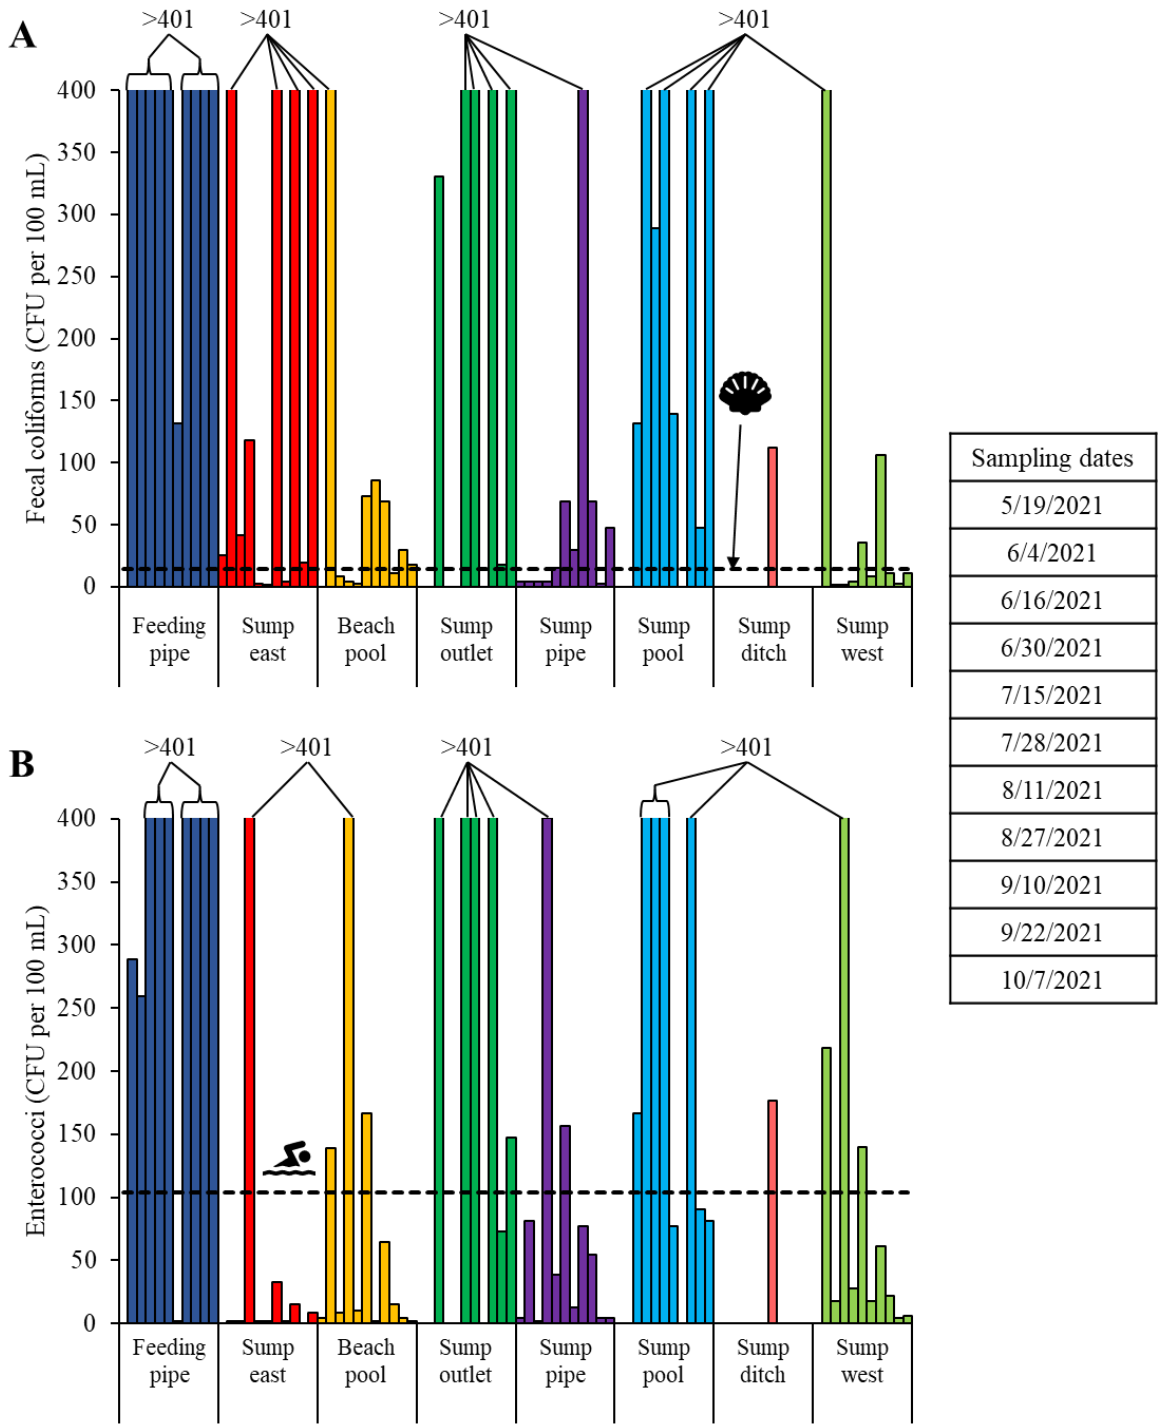 A
>401
>401
>401
>401
Fecal coliforms (CFU per 100 mL)
400
350
300
250
200
150
100
50
0
Feeding pipe
Sump east
Beach pool
Sump outlet
Sump pipe
Sump pool
Sump ditch
Sump west
Sampling dates
5/19/2021
6/4/2021
6/16/2021
6/30/2021
7/15/2021
7/28/2021
8/11/2021
8/27/2021
9/10/2021
9/22/2021
10/7/2021
B
>401
>401
>401
>401
Enterococci (CFU per 100 mL)
400
350
300
250
200
150
100
50
0
Feeding pipe
Sump east
Beach pool
Sump outlet
Sump pipe
Sump pool
Sump ditch
Sump west